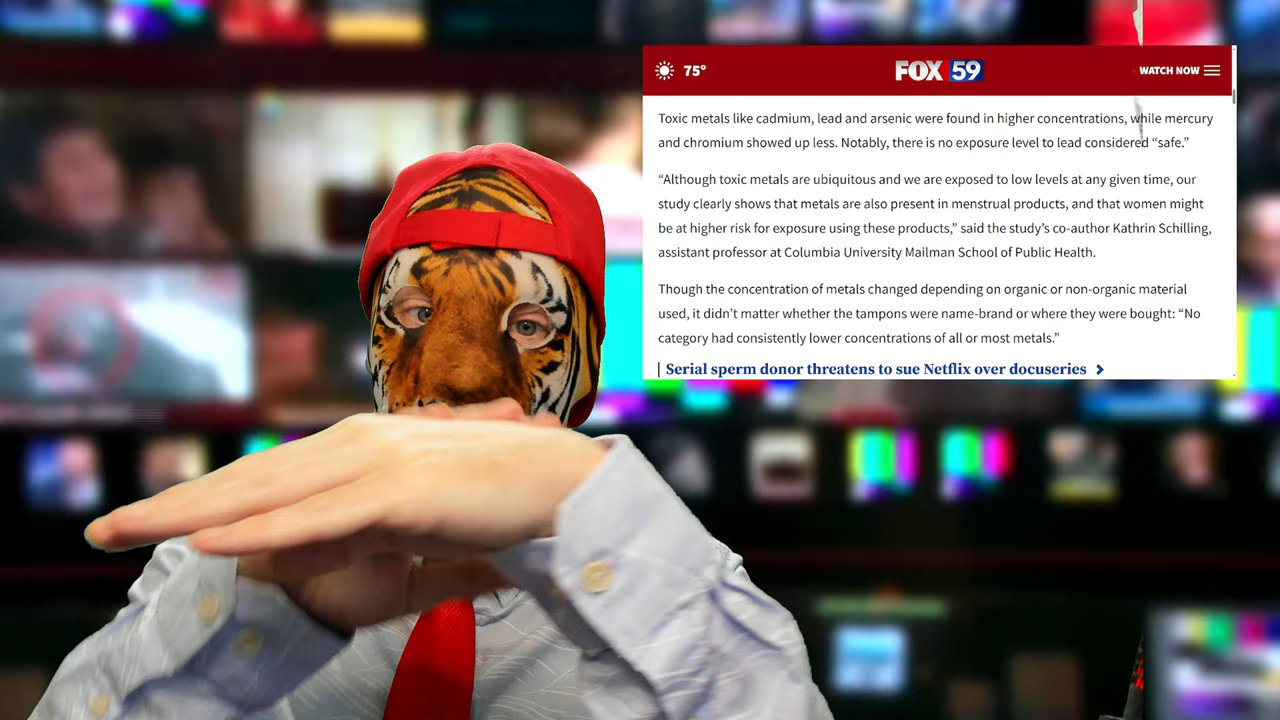 75°
FOX 59
WATCH NOW
Toxic metals like cadmium, lead and arsenic were found in higher concentrations, while mercury
and chromium showed up less. Notably, there is no exposure level to lead considered “safe.”
“Although toxic metals are ubiquitous and we are exposed to low levels at any given time, our
study clearly shows that metals are also present in menstrual products, and that women might
be at higher risk for exposure using these products,” said the study’s co-author Kathrin Schilling,
assistant professor at Columbia University Mailman School of Public Health.
Though the concentration of metals changed depending on organic or non-organic material
used, it didn’t matter whether the tampons were name-brand or where they were bought: “No
category had consistently lower concentrations of all or most metals.”
Serial sperm donor threatens to sue Netflix over docuseries